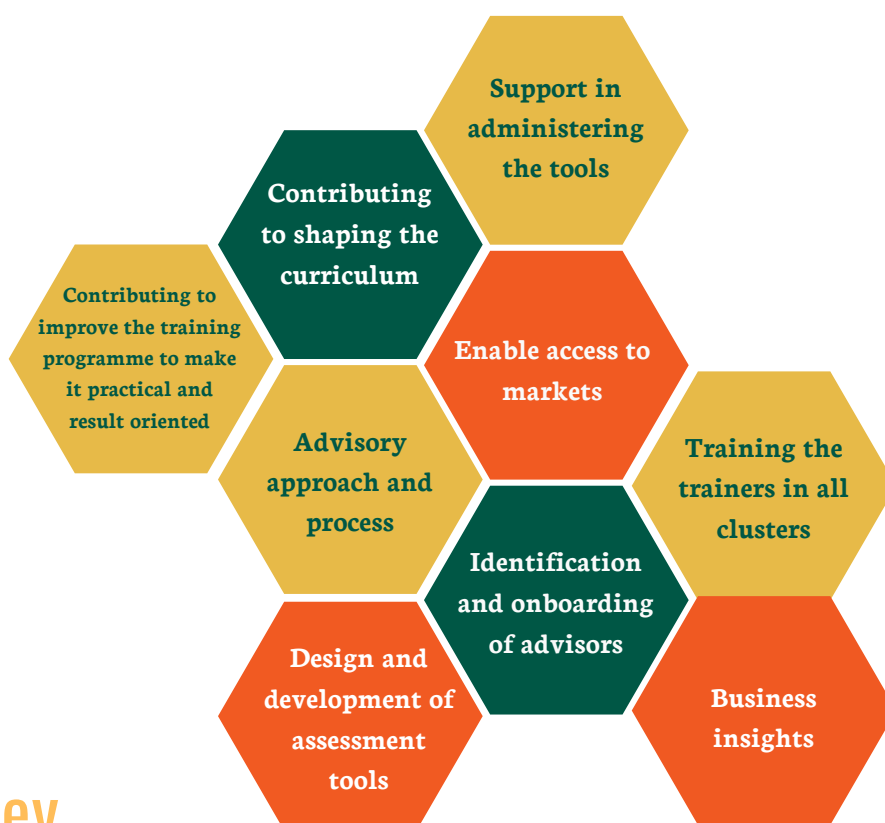 Support in
administering
the tools
Contributing
to shaping the
curriculum
Contributing to
improve the training
programme to make
it practical and
result oriented
Enable access to
markets
Advisory
approach and
process
Training the
trainers in all
clusters
Identification
and onboarding
of advisors
Design and
development of
assessment
tools
Business
insights